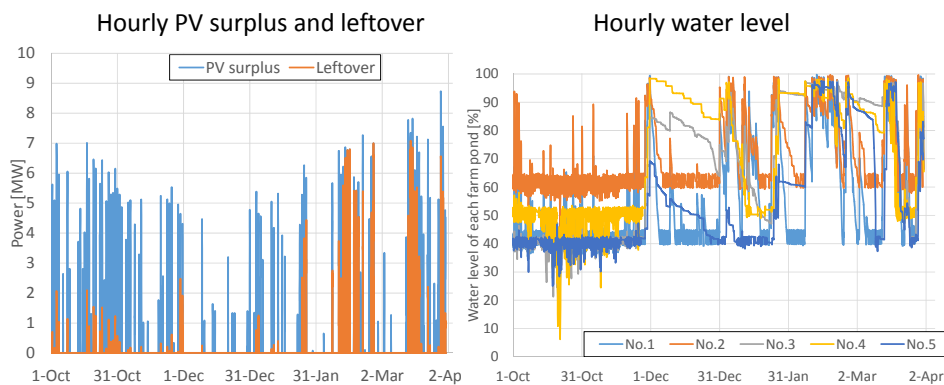 Hourly PV surplus and leftover
Hourly water level
Power [MW]
10
9
8
7
6
5
4
3
2
1
0
PV surplus
Leftover
1-Oct
31-Oct
1-Dec
31-Dec
31-Jan
2-Mar
2-Ap
Water level of each farm pond [%]
100
90
80
70
60
50
40
30
20
10
0
No.1
No.2
No.3
No.4
No.5
1-Oct
31-Oct
1-Dec
31-Dec
31-Jan
2-Mar
2-Apr